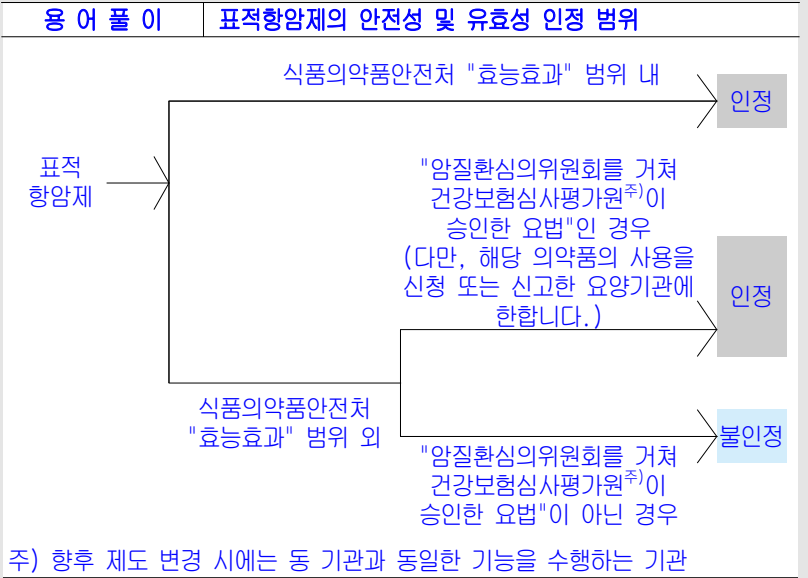 용 어 풀 이 표적항암제의 안전성 및 유효성 인정 범위
식품의약품안전처 "효능효과" 범위 내
인정
표적
항암제
"암질환심의위원회를 거쳐
건강보험심사평가원주)이
승인한 요법"인 경우
(다만, 해당 의약품의 사용을
신청 또는 신고한 요양기관에
한합니다.)
인정
식품의약품안전처
"효능효과" 범위 외
불인정
"암질환심의위원회를 거쳐
건강보험심사평가원주)이
승인한 요법"이 아닌 경우
주) 향후 제도 변경 시에는 동 기관과 동일한 기능을 수행하는 기관